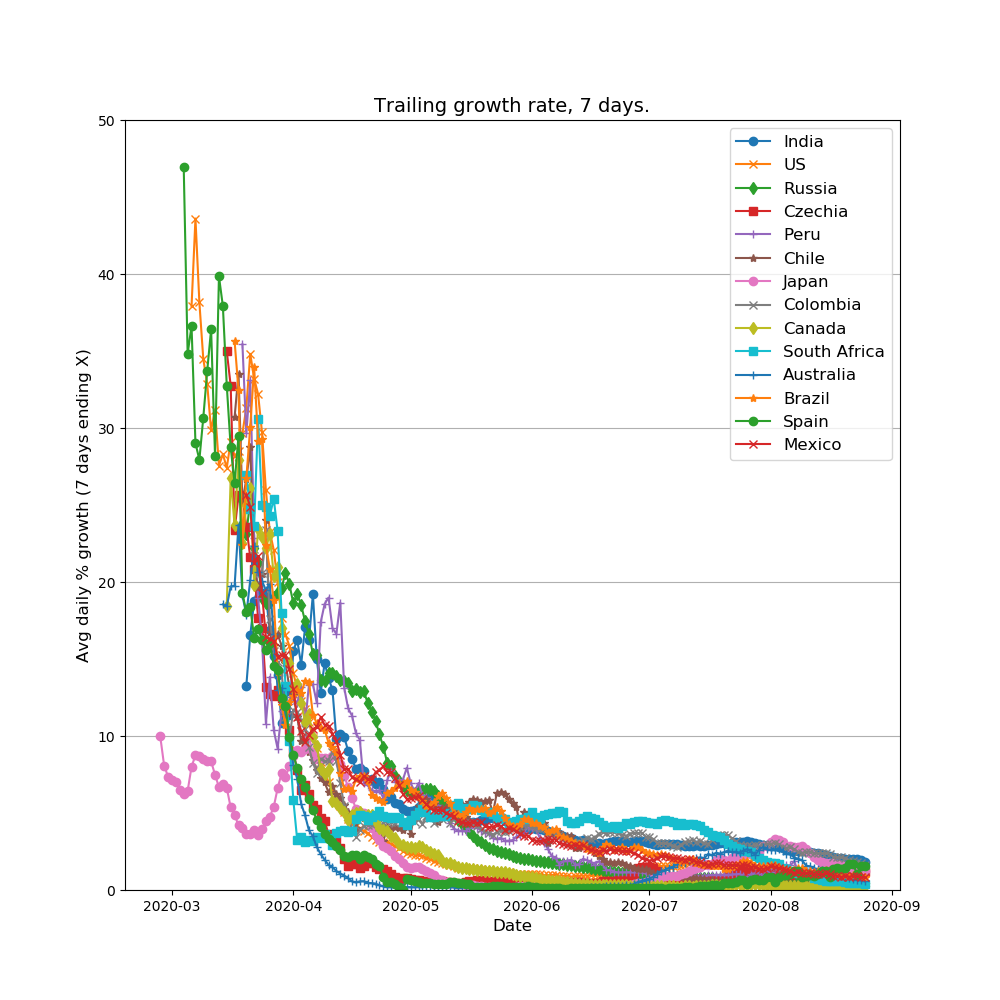 Trailing growth rate, 7 days.
50
40
30
20
10
0
Avg daily % growth (7 days ending X)
India
US
Russia
Czechia
Peru
Chile
Japan
Colombia
Canada
South Africa
Australia
Brazil
Spain
Mexico
2020-03 2020-04 2020-05 2020-06 2020-07 2020-08 2020-09
Date